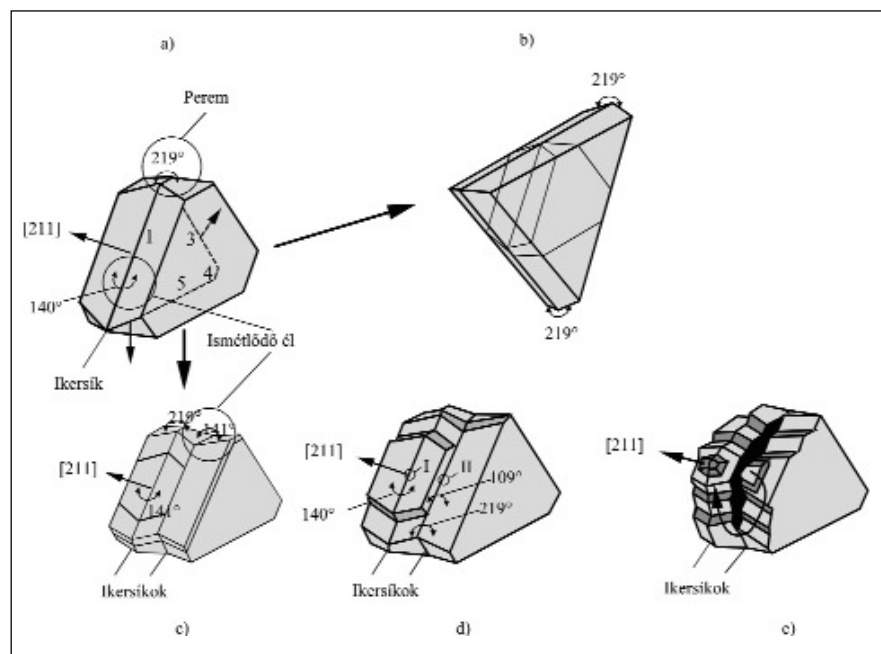 a)
b)
Perem
219°
219°
[211]
1
3
4
5
140°
219°
Ikersík
Ismétlődő él
219°
141°
[211]
141°
Ikersíkok
c)
[211]
I
II
109°
140°
219°
Ikersíkok
d)
[211]
Ikersíkok
e)